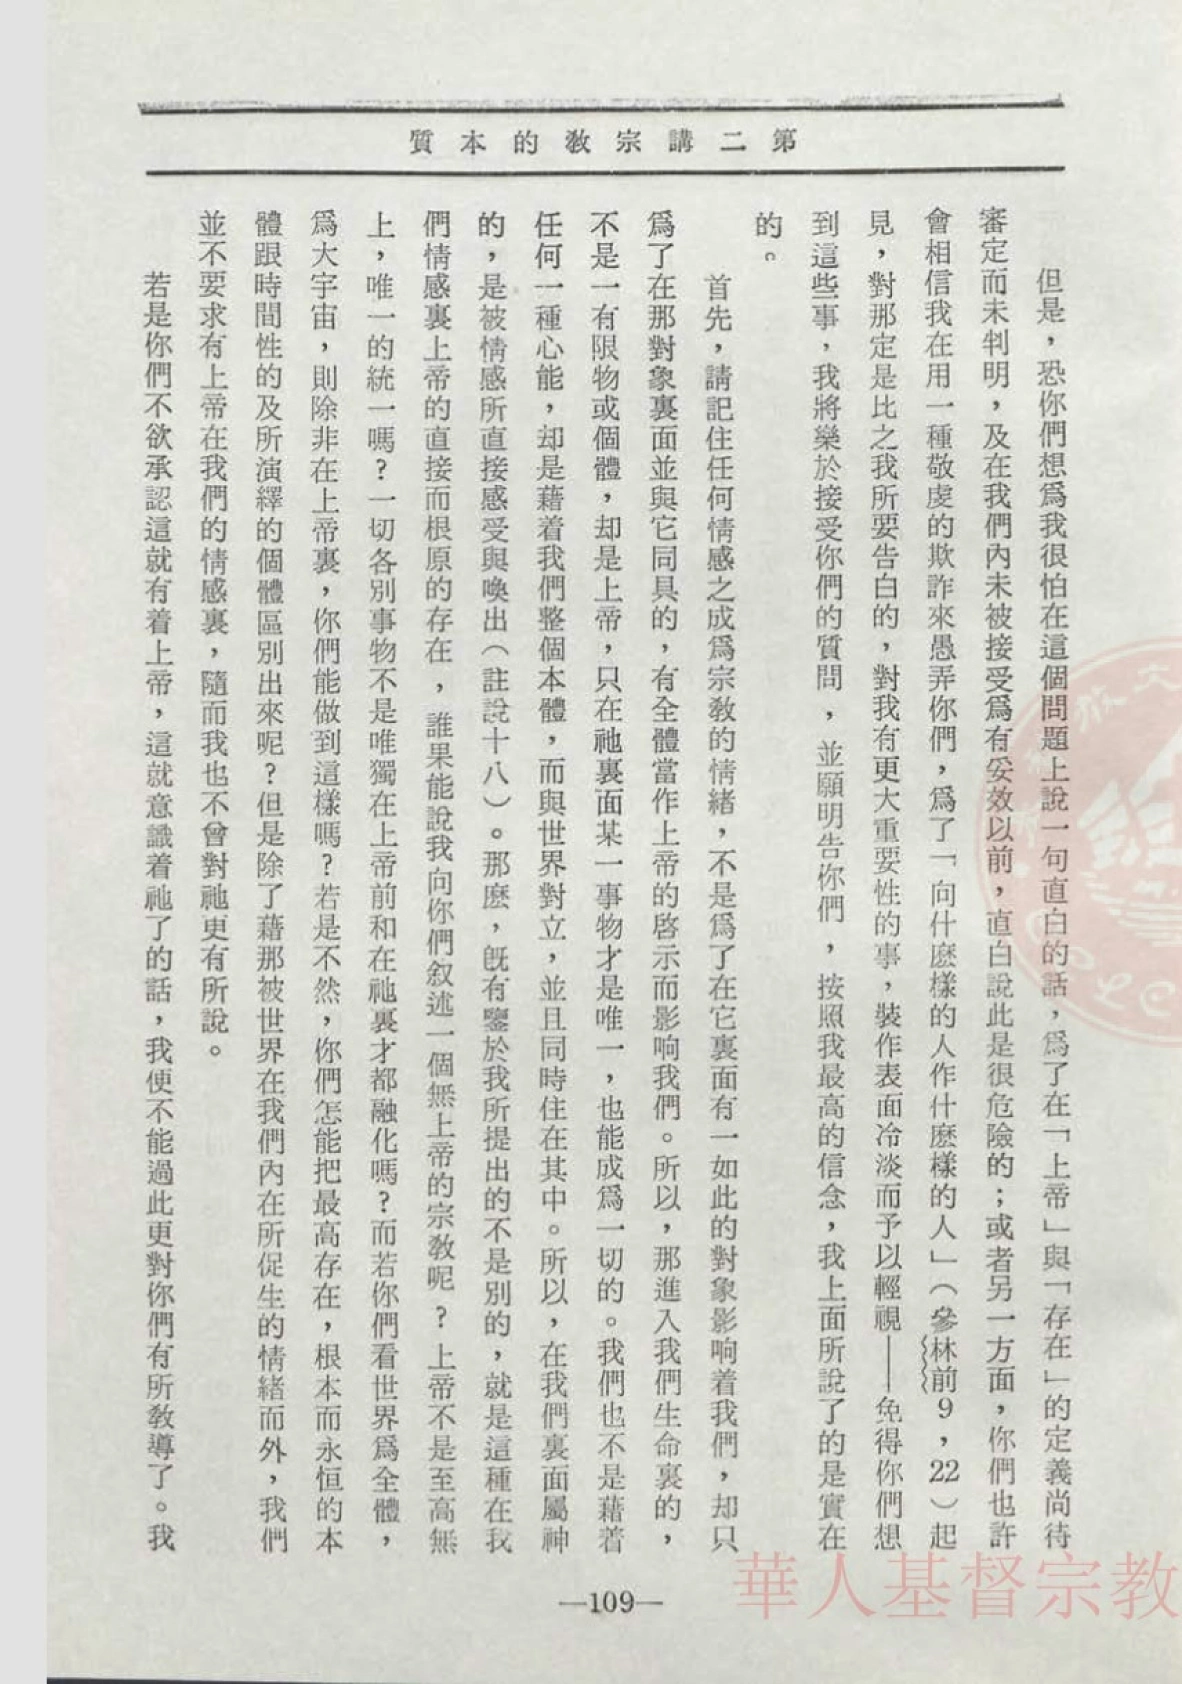 第二講宗教的本質
但是，恐你們想爲我很怕在這個問題上說一句直白的話，爲了在「上帝」與「存在」的定義尚待
審定而未判明，及在我們內未被接受爲有妥效以前，直白說此是很危險的；或者另一方面，你們也許
會相信我在用一種敬虔的欺詐來愚弄你們，爲了「向什麼樣的人作什麼樣的人」（參林前9，22）起
見，對那定是比之我所要告白的，對我有更大重要性的事，裝作表面冷淡而予以輕視——免得你們想
到這些事，我將樂於接受你們的質問，並願明告你們，按照我最高的信念，我上面所說了的是實在
的。
首先，請記住任何情感之成爲宗教的情緒，不是爲了在它裏面有一如此的對象影响着我們，却只
爲了在那對象裏面並與它同具的，有全體當作上帝的啓示而影响我們。所以，那進入我們生命裏的，
不是一有限物或個體，却是上帝，只在祂裏面某一事物才是唯一，也能成爲一切的。我們也不是藉着
任何一種心能，却是藉着我們整個本體，而與世界對立，並且同時住在其中。所以，在我們裏面屬神
的，是被情感所直接感受與喚出（註說十八）。那麼，旣有鑒於我所提出的不是別的，就是這種在我
們情感裏上帝的直接而根原的存在，誰果能說我向你們叙述一個無上帝的宗教呢？上帝不是至高無
上，唯一的統一嗎？一切各別事物不是唯獨在上帝前和在祂裏才都融化嗎？而若你們看世界爲全體，
爲大宇宙，則除非在上帝裏，你們能做到這樣嗎？若是不然，你們怎能把最高存在，根本而永恒的本
體跟時間性的及所演繹的個體區別出來呢？但是除了藉那被世界在我們內在所促生的情緒而外，我們
並不要求有上帝在我們的情感裏，隨而我也不曾對祂更有所說。
若是你們不欲承認這就有着上帝，這就意識着祂了的話，我便不能過此更對你們有所教導了。我
—109—
華人基督宗教